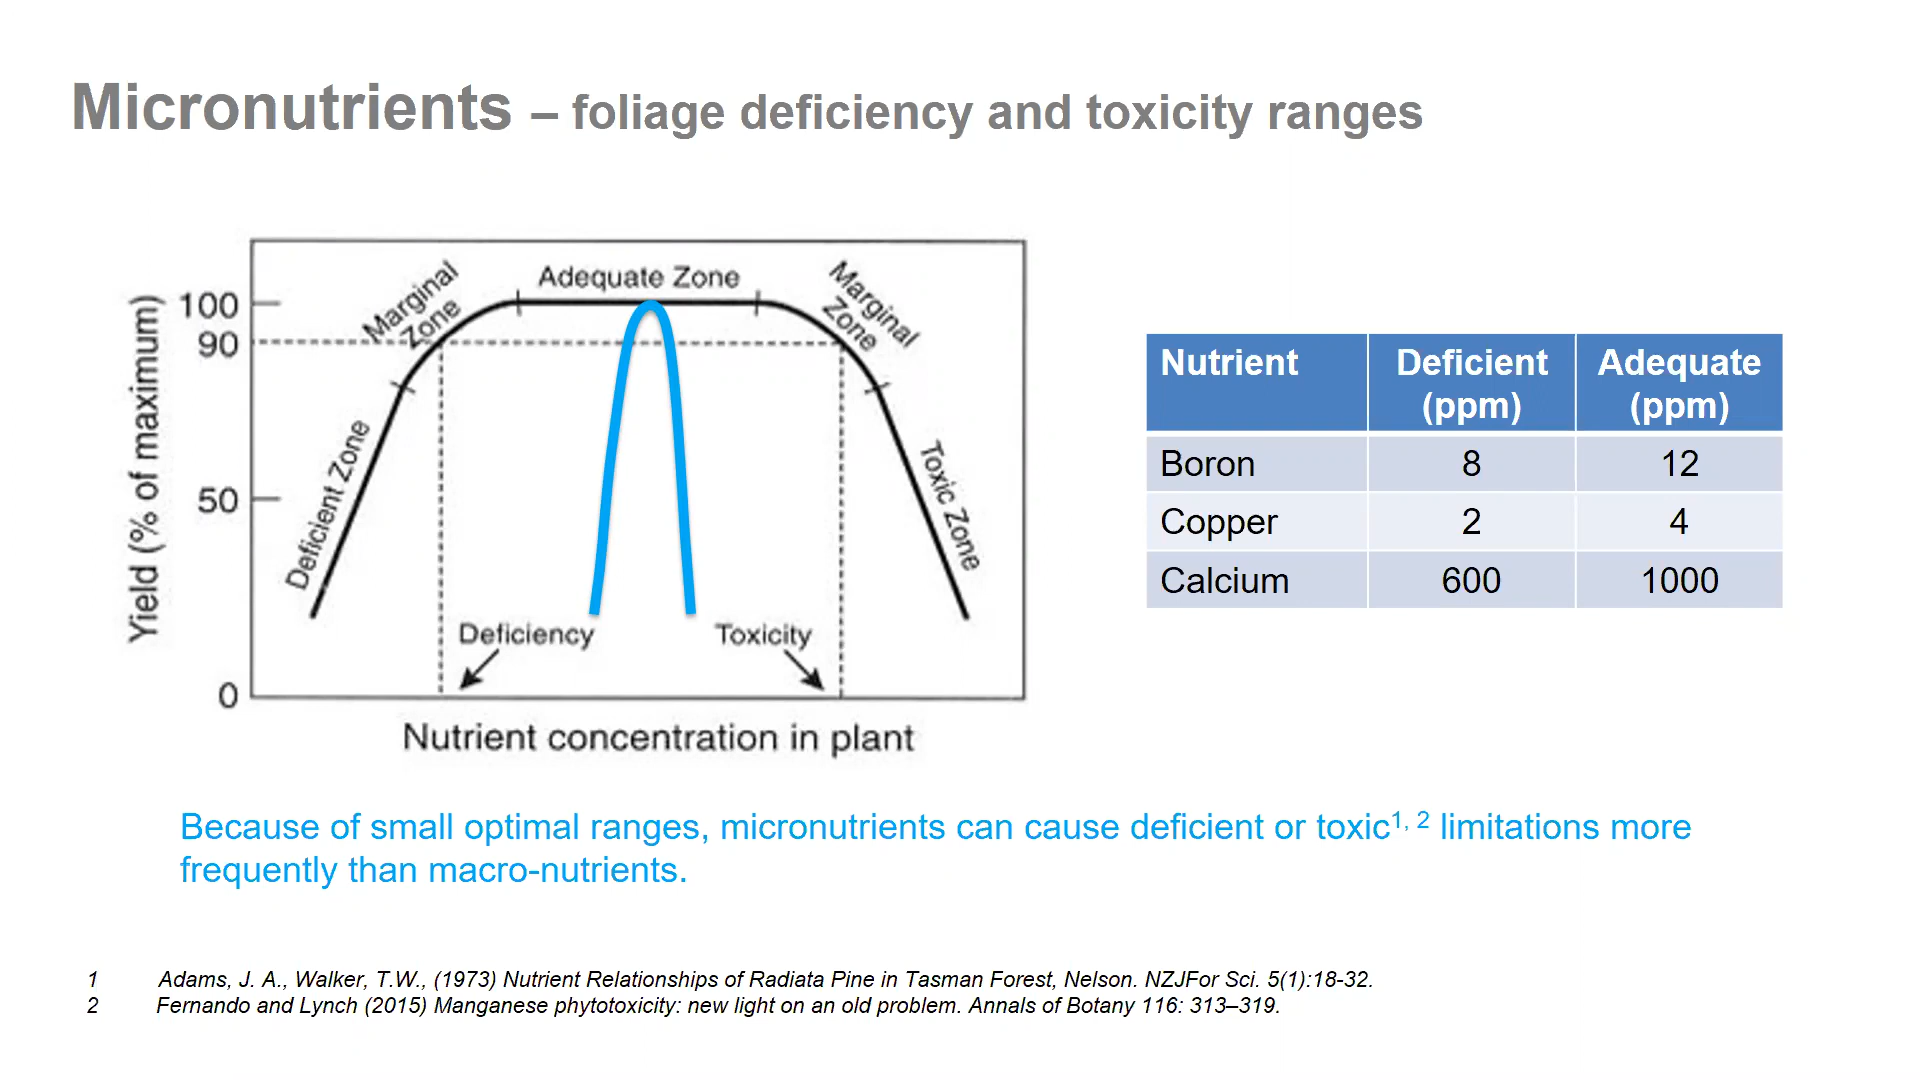 Micronutrients – foliage deficiency and toxicity ranges
Yield (% of maximum)
100
90
50
0
Deficient Zone
Marginal
Zone
Adequate Zone
Marginal
Zone
Toxic Zone
Deficiency
Toxicity
Nutrient concentration in plant
Nutrient Deficient (ppm) Adequate (ppm)
Boron 8 12
Copper 2 4
Calcium 600 1000
Because of small optimal ranges, micronutrients can cause deficient or toxic1, 2 limitations more
frequently than macro-nutrients.
1 Adams, J. A., Walker, T.W., (1973) Nutrient Relationships of Radiata Pine in Tasman Forest, Nelson. NZJFor Sci. 5(1):18-32.
2 Fernando and Lynch (2015) Manganese phytotoxicity: new light on an old problem. Annals of Botany 116: 313–319.